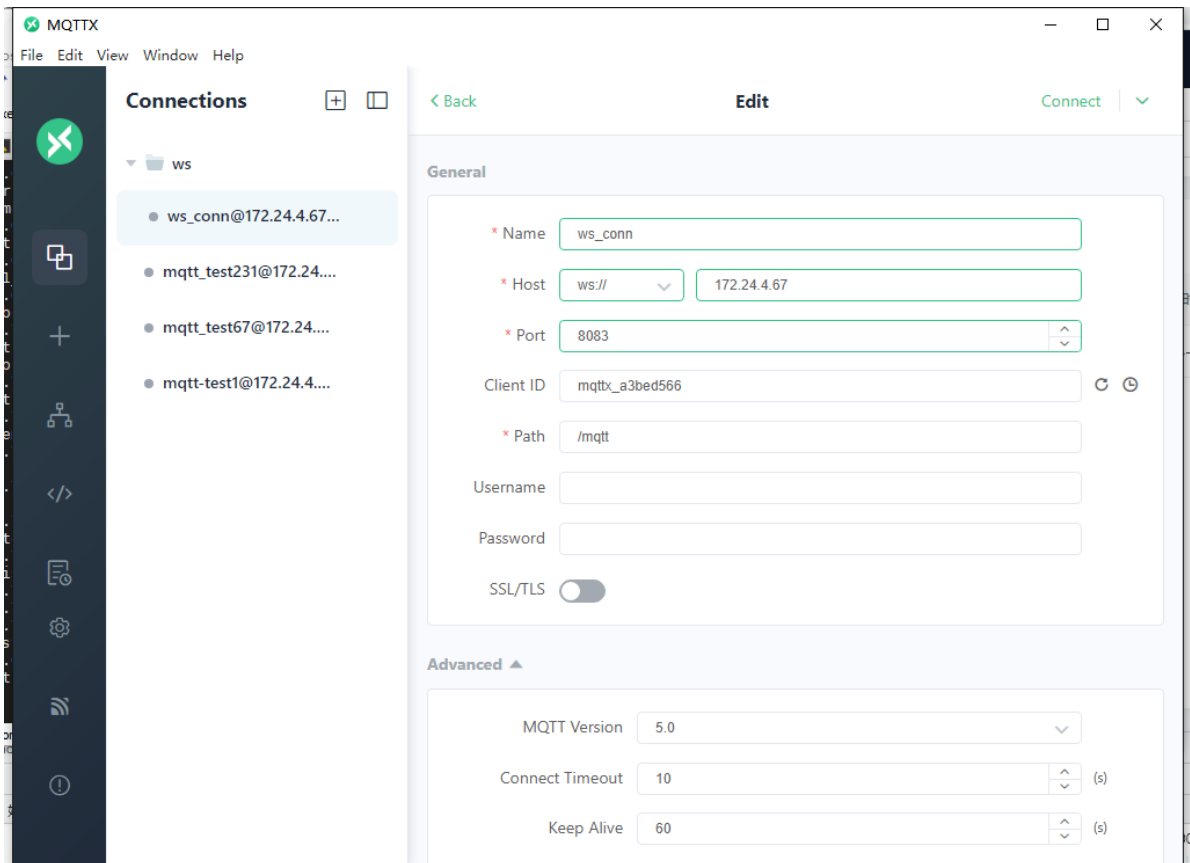 MQTTX
File Edit View Window Help
Connections
ws
ws_conn@172.24.4.67...
mqtt_test231@172.24....
mqtt_test67@172.24....
mqtt-test1@172.24.4....
Back
Edit
Connect
General
* Name ws_conn
* Host ws:// 172.24.4.67
* Port 8083
Client ID mqttx_a3bed566
* Path /mqtt
Username
Password
SSL/TLS
Advanced
MQTT Version 5.0
Connect Timeout 10 (s)
Keep Alive 60 (s)